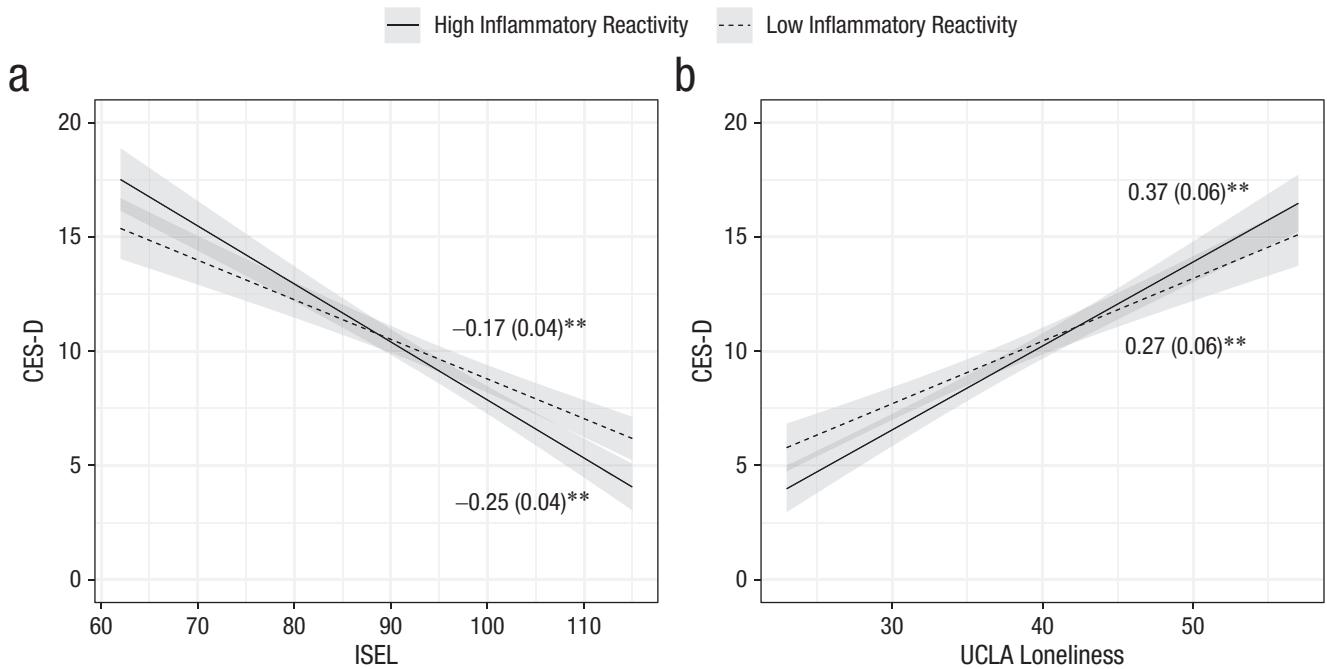 High Inflammatory Reactivity Low Inflammatory Reactivity
a
20
15
10
5
0
CES-D
−0.17 (0.04)**
−0.25 (0.04)**
60 70 80 90 100 110
ISEL
b
20
15
10
5
0
CES-D
0.37 (0.06)**
0.27 (0.06)**
30 40 50
UCLA Loneliness